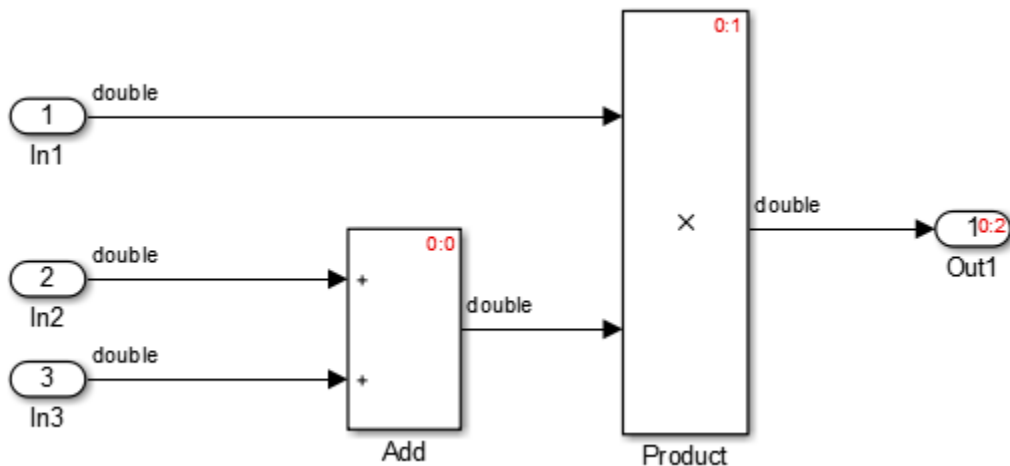 0:1
double
1
In1
×
double
1
0:2
Out1
0:0
double
2
In2
+
double
double
3
In3
+
Add
Product